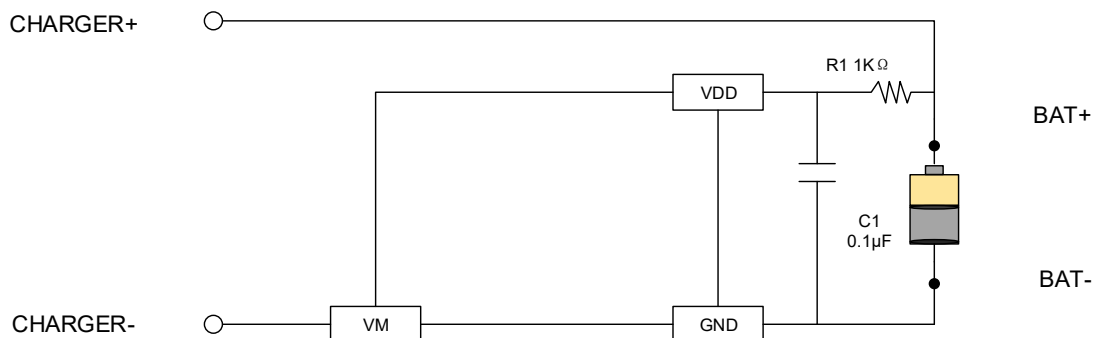 CHARGER+
R1 1KΩ
VDD
BAT+
C1
0.1µF
BAT-
CHARGER-
VM
GND